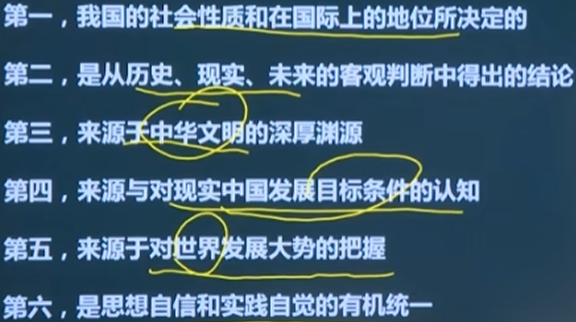 第一，我国的社会性质和在国际上的地位所决定的
第二，是从历史、现实、未来的客观判断中得出的结论
第三，来源于中华文明的深厚渊源
第四，来源与对现实中国发展目标条件的认知
第五，来源于对世界发展大势的把握
第六，是思想自信和实践自觉的有机统一